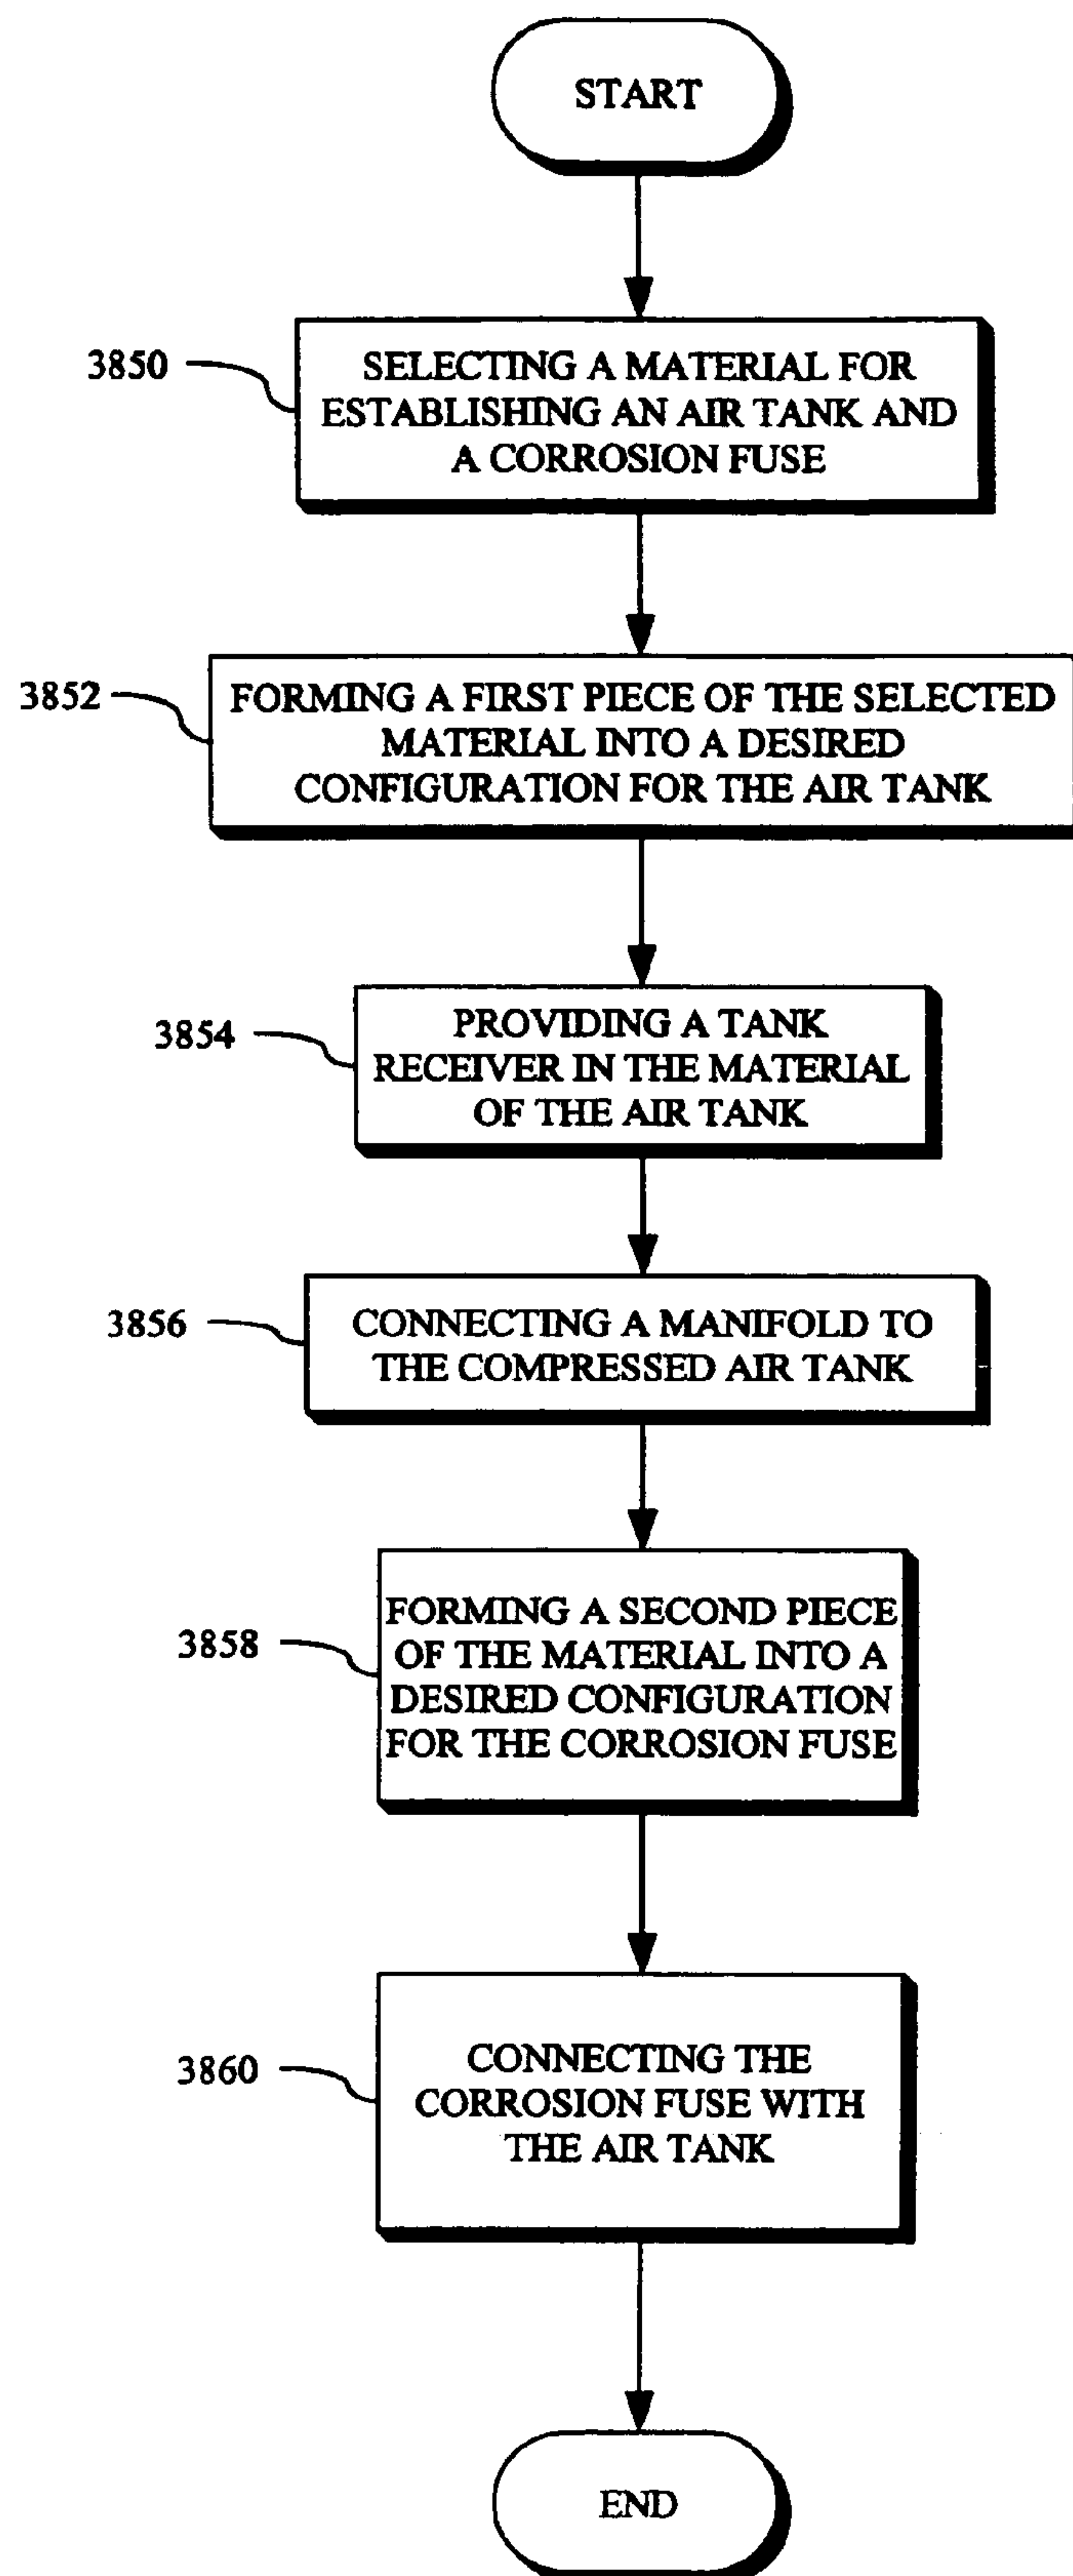 START
3850
SELECTING A MATERIAL FOR
ESTABLISHING AN AIR TANK AND
A CORROSION FUSE
3852
FORMING A FIRST PIECE OF THE SELECTED
MATERIAL INTO A DESIRED
CONFIGURATION FOR THE AIR TANK
3854
PROVIDING A TANK
RECEIVER IN THE MATERIAL
OF THE AIR TANK
3856
CONNECTING A MANIFOLD TO
THE COMPRESSED AIR TANK
3858
FORMING A SECOND PIECE
OF THE MATERIAL INTO A
DESIRED CONFIGURATION
FOR THE CORROSION FUSE
3860
CONNECTING THE
CORROSION FUSE WITH
THE AIR TANK
END